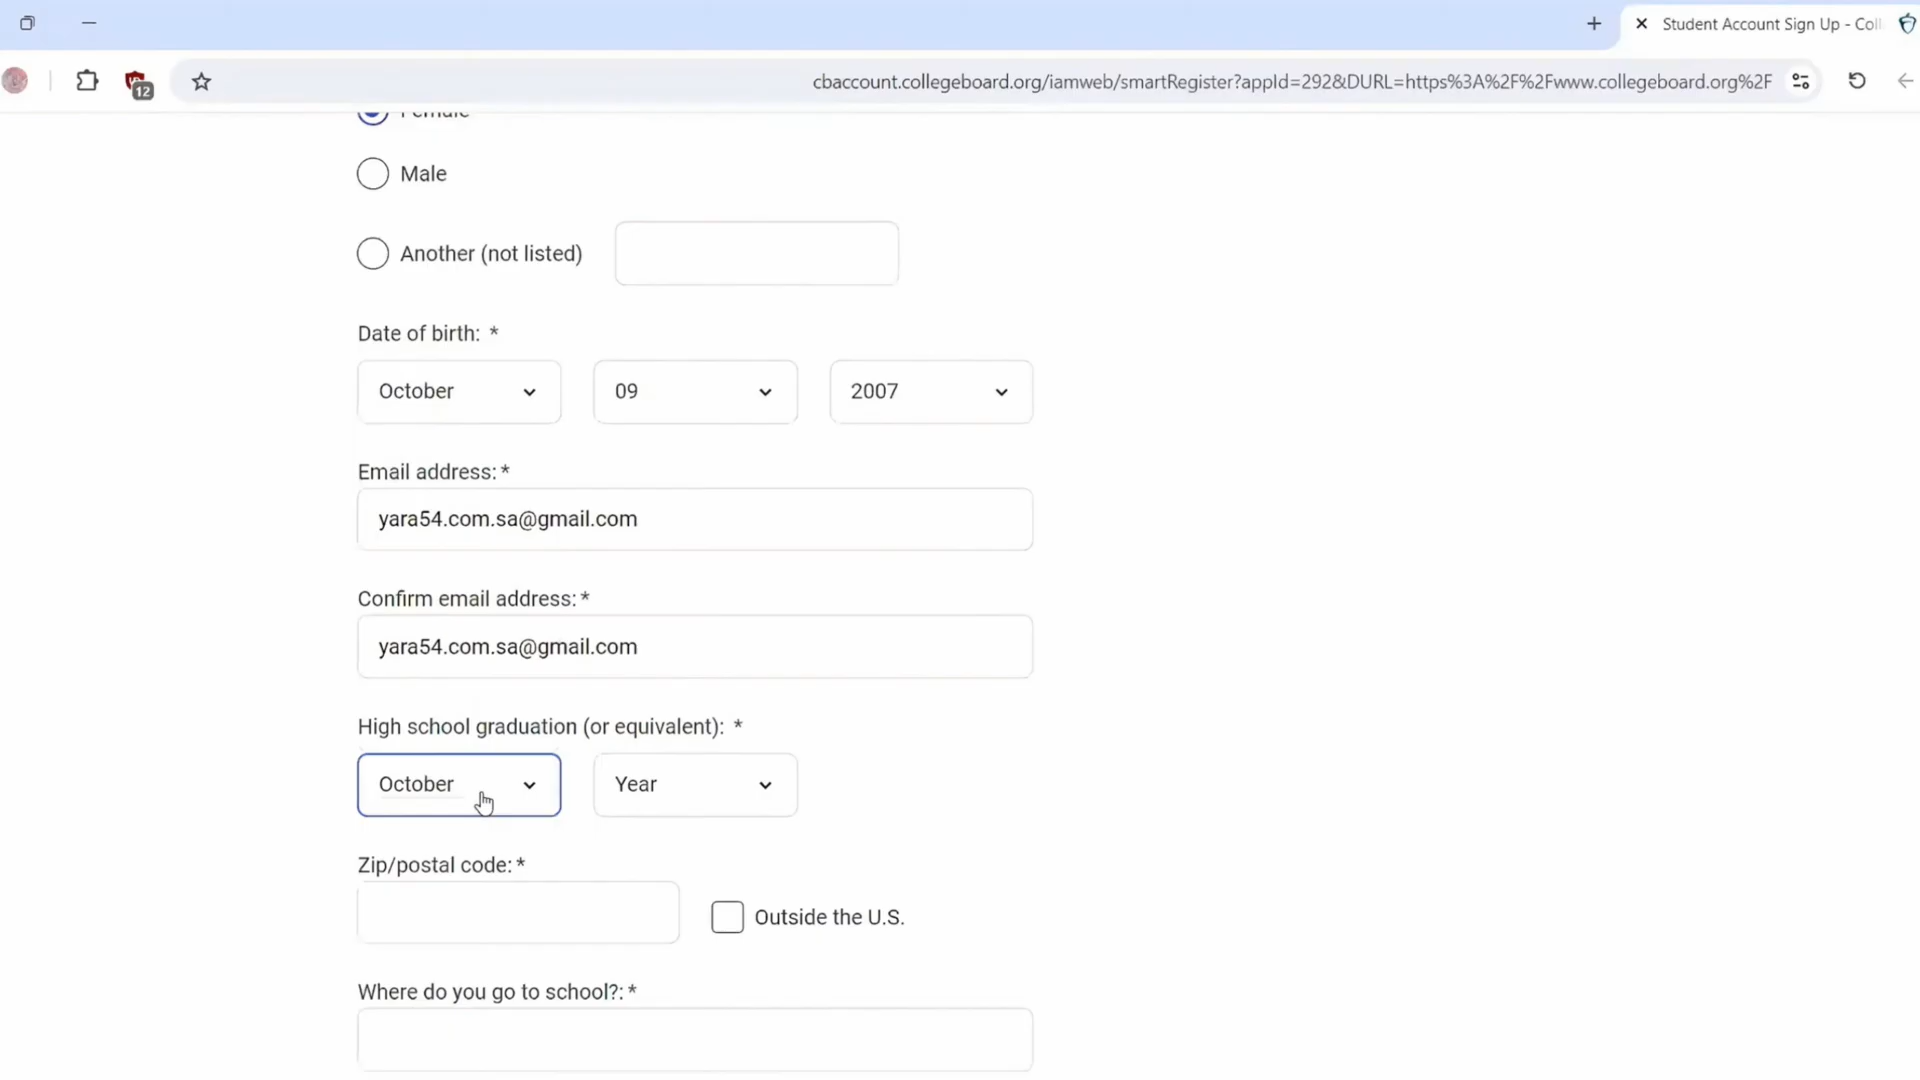 Student Account Sign Up - Coll
12
cbaccount.collegeboard.org/iamweb/smartRegister?appId=292&DURL=https%3A%2F%2Fwww.collegeboard.org%2F
Female
Male
Another (not listed)
Date of birth: *
October 09 2007
Email address:*
yara54.com.sa@gmail.com
Confirm email address:*
yara54.com.sa@gmail.com
High school graduation (or equivalent): *
October Year
Zip/postal code:*
Outside the U.S.
Where do you go to school?:*